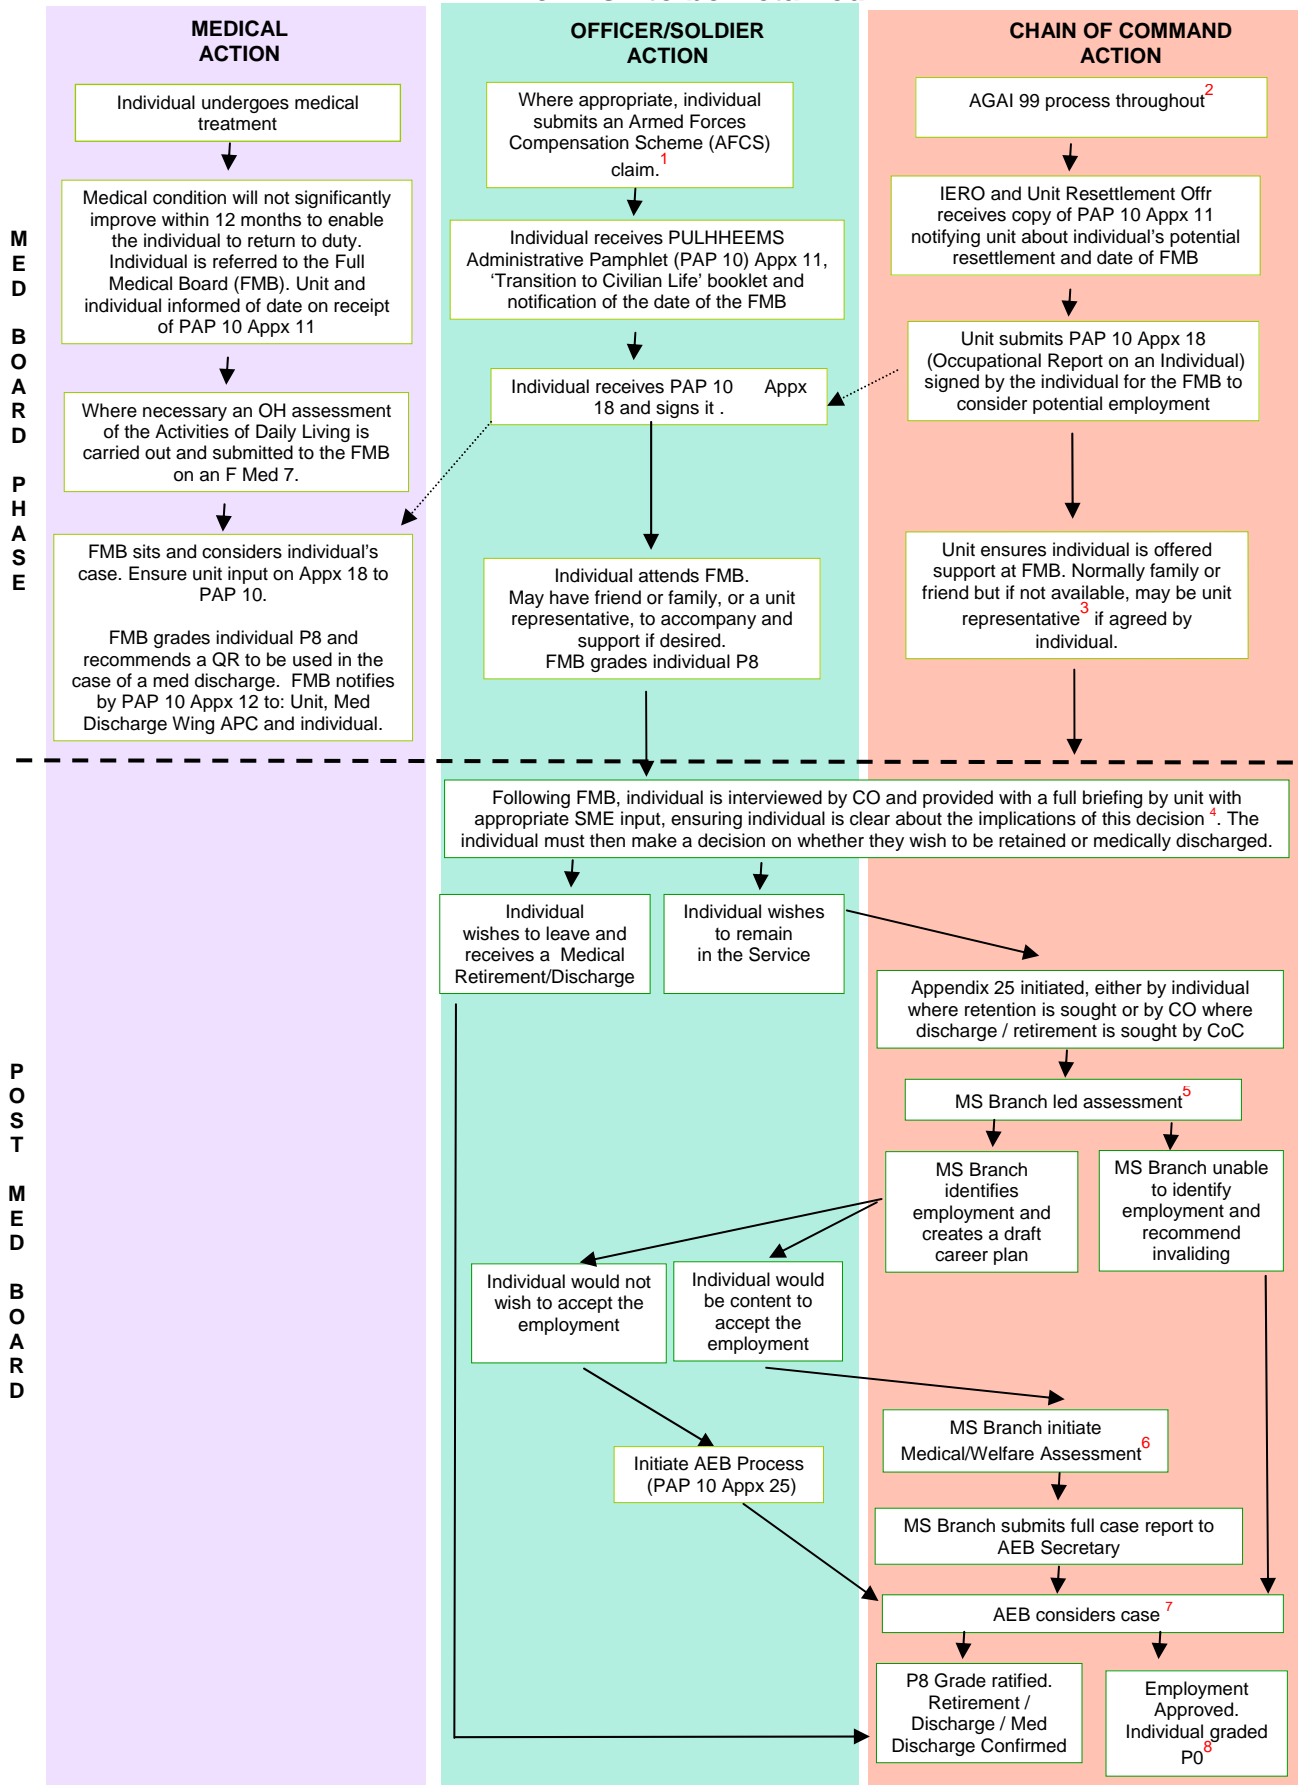 MEDICAL
ACTION
OFFICER/SOLDIER
ACTION
CHAIN OF COMMAND
ACTION
M
E
D
B
O
A
R
D
P
H
A
S
E
Individual undergoes medical
treatment
Medical condition will not significantly
improve within 12 months to enable
the individual to return to duty.
Individual is referred to the Full
Medical Board (FMB). Unit and
individual informed of date on receipt
of PAP 10 Appx 11
Where necessary an OH assessment
of the Activities of Daily Living is
carried out and submitted to the FMB
on an F Med 7.
FMB sits and considers individual's
case. Ensure unit input on Appx 18 to
PAP 10.
FMB grades individual P8 and
recommends a QR to be used in the
case of a med discharge. FMB notifies
by PAP 10 Appx 12 to: Unit, Med
Discharge Wing APC and individual.
Where appropriate, individual
submits an Armed Forces
Compensation Scheme (AFCS)
claim.1
Individual receives PULHHEEMS
Administrative Pamphlet (PAP 10) Appx 11,
'Transition to Civilian Life' booklet and
notification of the date of the FMB
Individual receives PAP 10 Appx
18 and signs it .
Individual attends FMB.
May have friend or family, or a unit
representative, to accompany and
support if desired.
FMB grades individual P8
AGAI 99 process throughout2
IERO and Unit Resettlement Offr
receives copy of PAP 10 Appx 11
notifying unit about individual's potential
resettlement and date of FMB
Unit submits PAP 10 Appx 18
(Occupational Report on an Individual)
signed by the individual for the FMB to
consider potential employment
Unit ensures individual is offered
support at FMB. Normally family or
friend but if not available, may be unit
representative3 if agreed by
individual.
P
O
S
T
M
E
D
B
O
A
R
D
Following FMB, individual is interviewed by CO and provided with a full briefing by unit with
appropriate SME input, ensuring individual is clear about the implications of this decision 4. The
individual must then make a decision on whether they wish to be retained or medically discharged.
Individual
wishes to leave and
receives a Medical
Retirement/Discharge
Individual wishes
to remain
in the Service
Appendix 25 initiated, either by individual
where retention is sought or by CO where
discharge / retirement is sought by CoC
MS Branch led assessment5
MS Branch
identifies
employment and
creates a draft
career plan
MS Branch unable
to identify
employment and
recommend
invaliding
Individual would not
wish to accept the
employment
Individual would
be content to
accept the
employment
MS Branch initiate
Medical/Welfare Assessment6
Initiate AEB Process
(PAP 10 Appx 25)
MS Branch submits full case report to
AEB Secretary
AEB considers case 7
P8 Grade ratified.
Retirement /
Discharge / Med
Discharge Confirmed
Employment
Approved.
Individual graded
P08